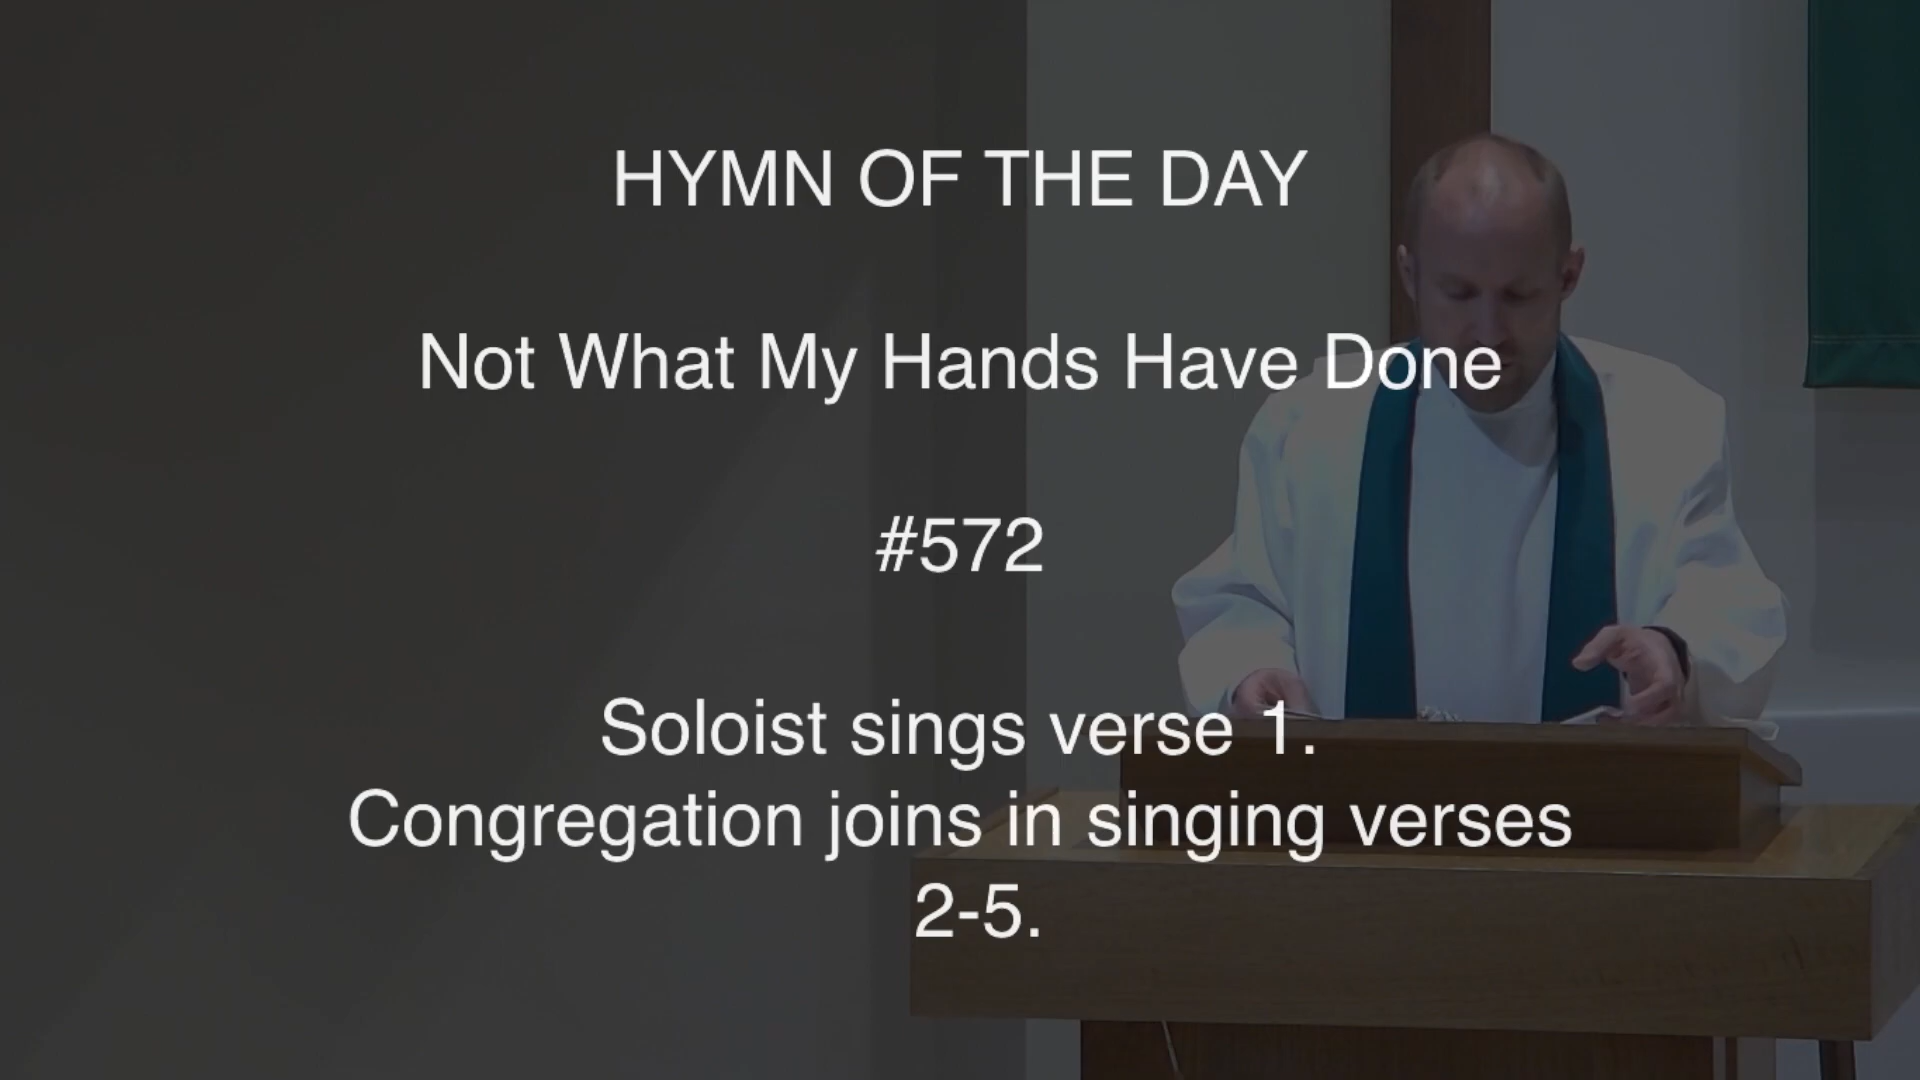 HYMN OF THE DAY
Not What My Hands Have Done
#572
Soloist sings verse 1.
Congregation joins in singing verses
2-5.